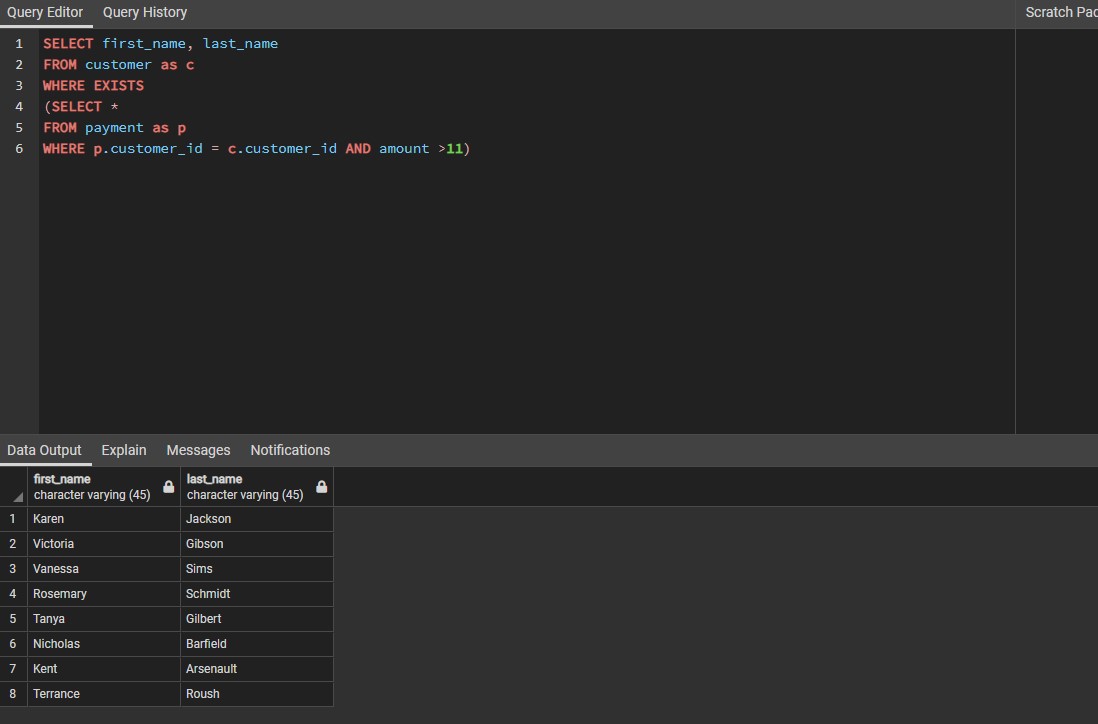 Query Editor Query History Scratch Pac
1 SELECT first_name, last_name
2 FROM customer as c
3 WHERE EXISTS
4 (SELECT *
5 FROM payment as p
6 WHERE p.customer_id = c.customer_id AND amount >11)
Data Output Explain Messages Notifications
first_name last_name
character varying (45) character varying (45)
1 Karen Jackson
2 Victoria Gibson
3 Vanessa Sims
4 Rosemary Schmidt
5 Tanya Gilbert
6 Nicholas Barfield
7 Kent Arsenault
8 Terrance Roush